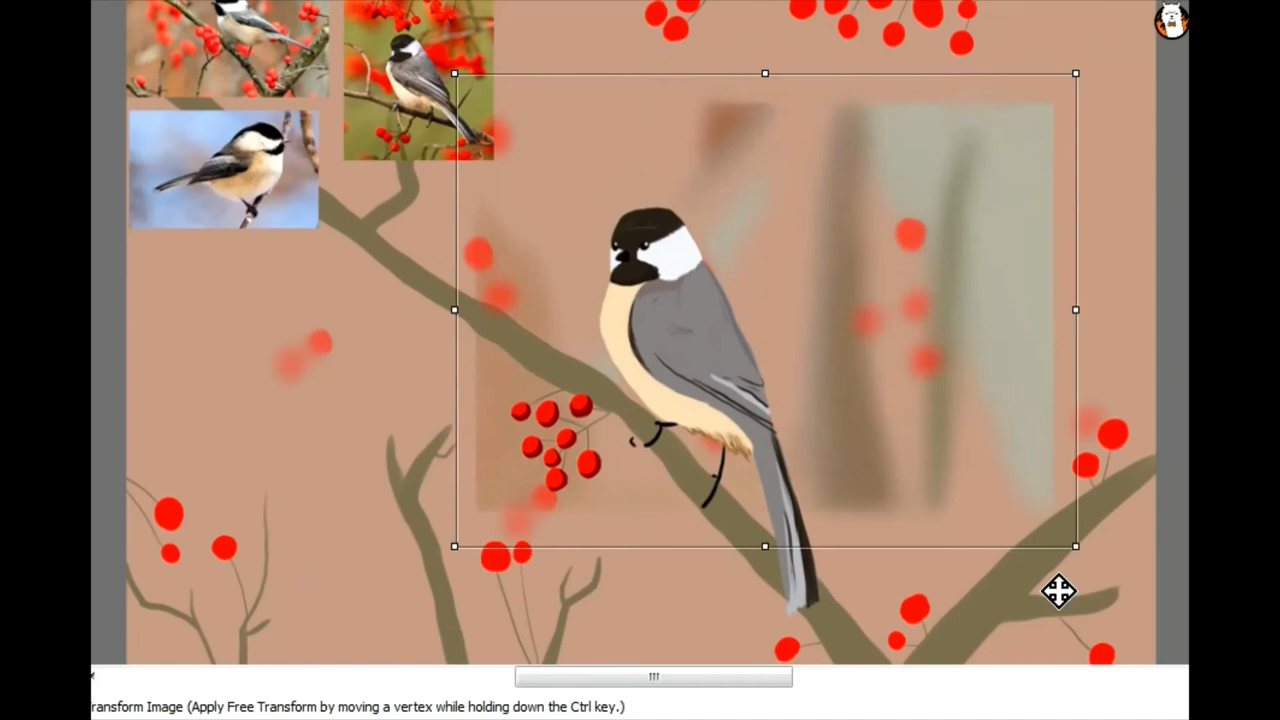 ransform Image (Apply Free Transform by moving a vertex while holding down the Ctrl key.)